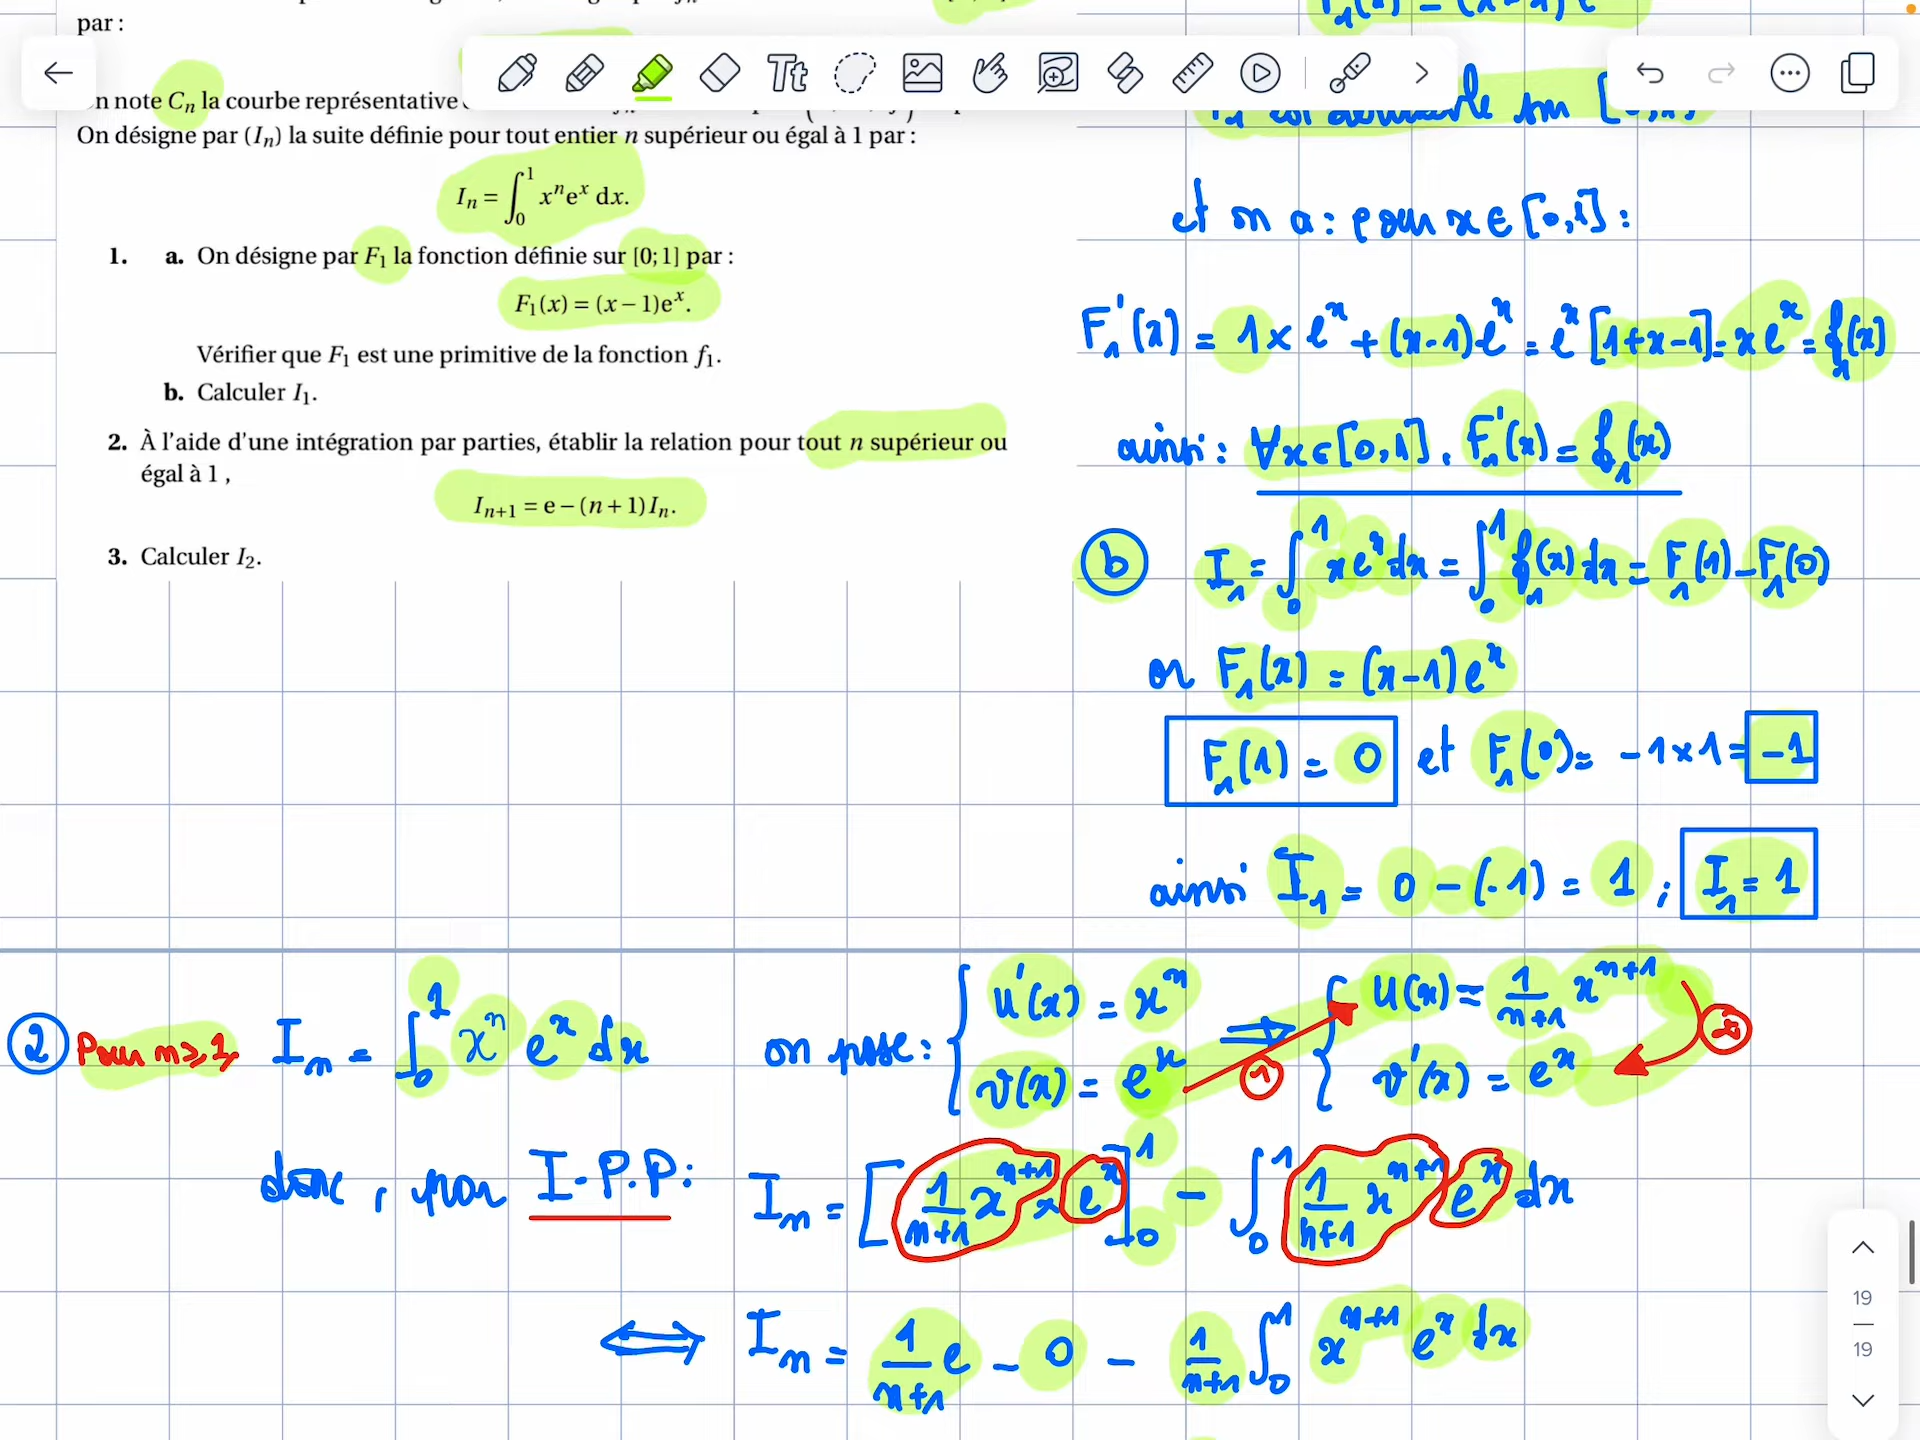 par :
n note Cn la courbe représentative
On désigne par (In) la suite définie pour tout entier n supérieur ou égal à 1 par :
In = ∫₀¹ xⁿeˣ dx.
1. a. On désigne par F₁ la fonction définie sur [0; 1] par :
F₁(x) = (x − 1)eˣ.
Vérifier que F₁ est une primitive de la fonction f₁.
b. Calculer I₁.
2. À l'aide d'une intégration par parties, établir la relation pour tout n supérieur ou
égal à 1 ,
In+1 = e − (n + 1)In.
3. Calculer I₂.
et on a : pour x ∈ [0,1] :
F₁'(x) = 1 × eˣ + (x-1)eˣ = eˣ [1+x-1] = x eˣ = f₁(x)
ainsi : ∀x ∈ [0,1] , F₁'(x) = f₁(x)
b I₁ = ∫₀¹ x eˣ dx = ∫₀¹ f₁(x) dx = F₁(1) - F₁(0)
or F₁(x) = (x-1) eˣ
F₁(1) = 0 et F₁(0) = -1×1 = -1
ainsi I₁ = 0 - (-1) = 1 ; I₁ = 1
2 Pour n ≥ 1, In = ∫₀¹ xⁿ eˣ dx on pose : { u'(x) = xⁿ ⇒ { u(x) = 1/(n+1) xⁿ⁺¹ 2
v(x) = eˣ 1 v'(x) = eˣ
donc, par I.P.P : In = [ 1/(n+1) xⁿ⁺¹ × eˣ ]₀¹ - ∫₀¹ 1/(n+1) xⁿ⁺¹ eˣ dx
⟺ In = 1/(n+1) e - 0 - 1/(n+1) ∫₀¹ xⁿ⁺¹ eˣ dx
Tt
19
19